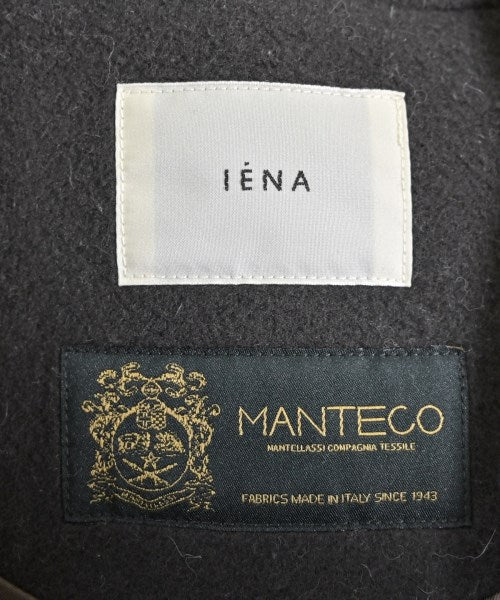 IÉNA
MANTECO
MANTELLASSI COMPAGNIA TESSILE
FABRICS MADE IN ITALY SINCE 1943